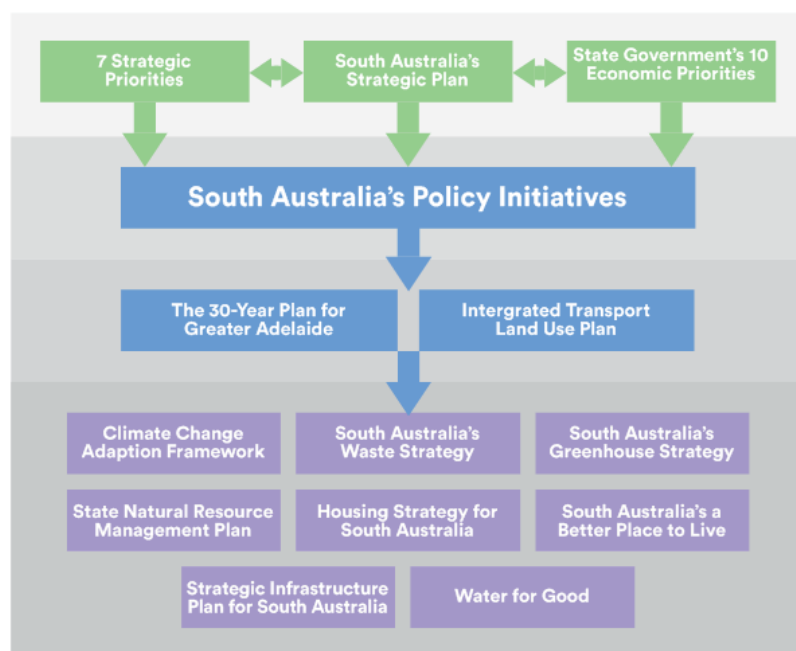 7 Strategic
Priorities
South Australia's
Strategic Plan
State Government's 10
Economic Priorities
South Australia's Policy Initiatives
The 30-Year Plan for
Greater Adelaide
Intergrated Transport
Land Use Plan
Climate Change
Adaption Framework
South Australia's
Waste Strategy
South Australia's
Greenhouse Strategy
State Natural Resource
Management Plan
Housing Strategy for
South Australia
South Australia's a
Better Place to Live
Strategic Infrastructure
Plan for South Australia
Water for Good